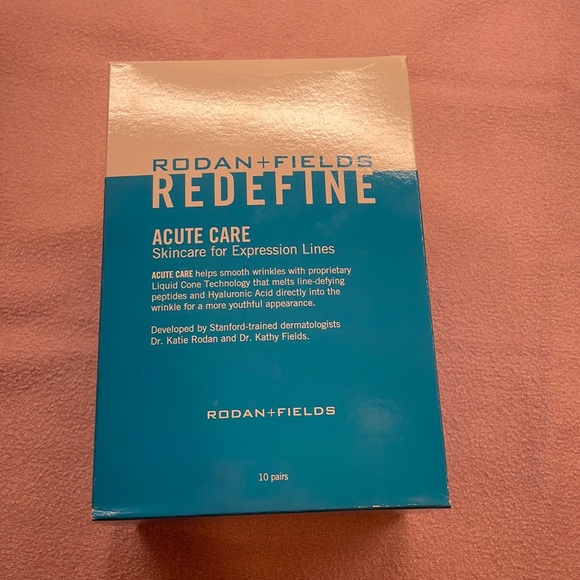 RODAN+FIELDS
REDEFINE
ACUTE CARE
Skincare for Expression Lines
ACUTE CARE helps smooth wrinkles with proprietary
Liquid Cone Technology that melts line-defying
peptides and Hyaluronic Acid directly into the
wrinkle for a more youthful appearance.
Developed by Stanford-trained dermatologists
Dr. Katie Rodan and Dr. Kathy Fields.
RODAN+FIELDS
10 pairs